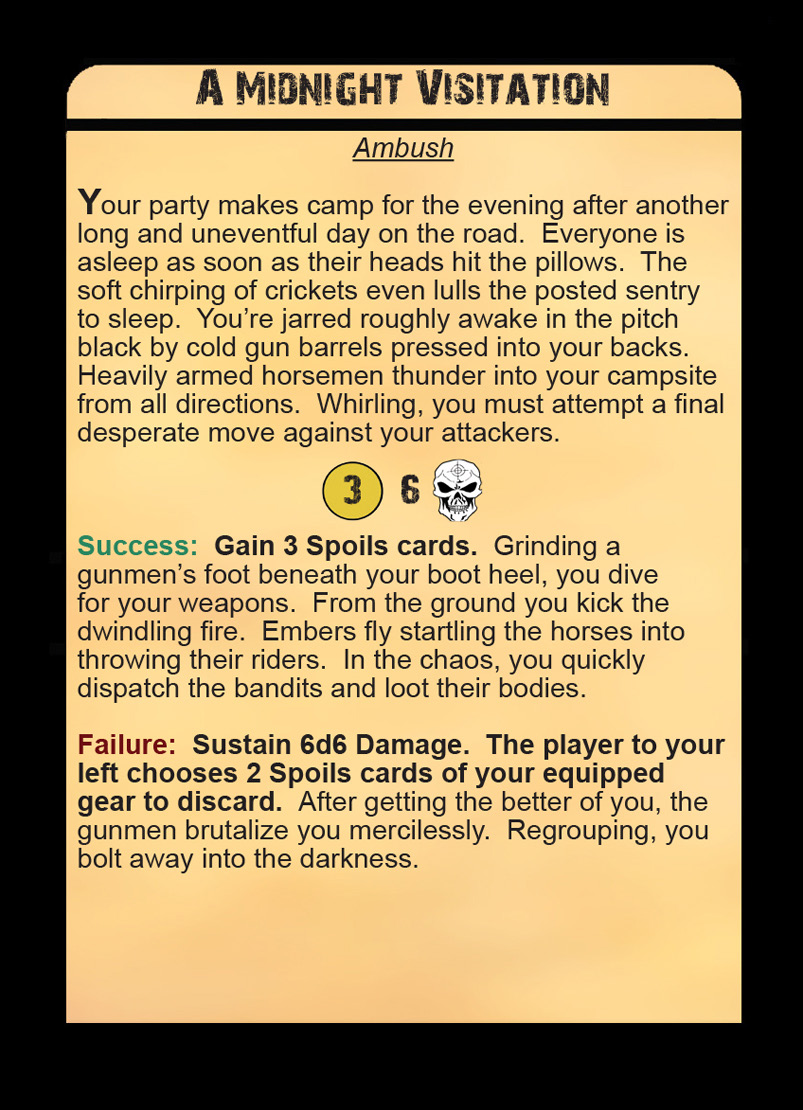 A Midnight Visitation
Ambush
Your party makes camp for the evening after another
long and uneventful day on the road.  Everyone is
asleep as soon as their heads hit the pillows.  The
soft chirping of crickets even lulls the posted sentry
to sleep.  You’re jarred roughly awake in the pitch
black by cold gun barrels pressed into your backs.
Heavily armed horsemen thunder into your campsite
from all directions.  Whirling, you must attempt a final
desperate move against your attackers.
3 6
Success:  Gain 3 Spoils cards.  Grinding a
gunmen’s foot beneath your boot heel, you dive
for your weapons.  From the ground you kick the
dwindling fire.  Embers fly startling the horses into
throwing their riders.  In the chaos, you quickly
dispatch the bandits and loot their bodies.
Failure:  Sustain 6d6 Damage.  The player to your
left chooses 2 Spoils cards of your equipped
gear to discard.  After getting the better of you, the
gunmen brutalize you mercilessly.  Regrouping, you
bolt away into the darkness.